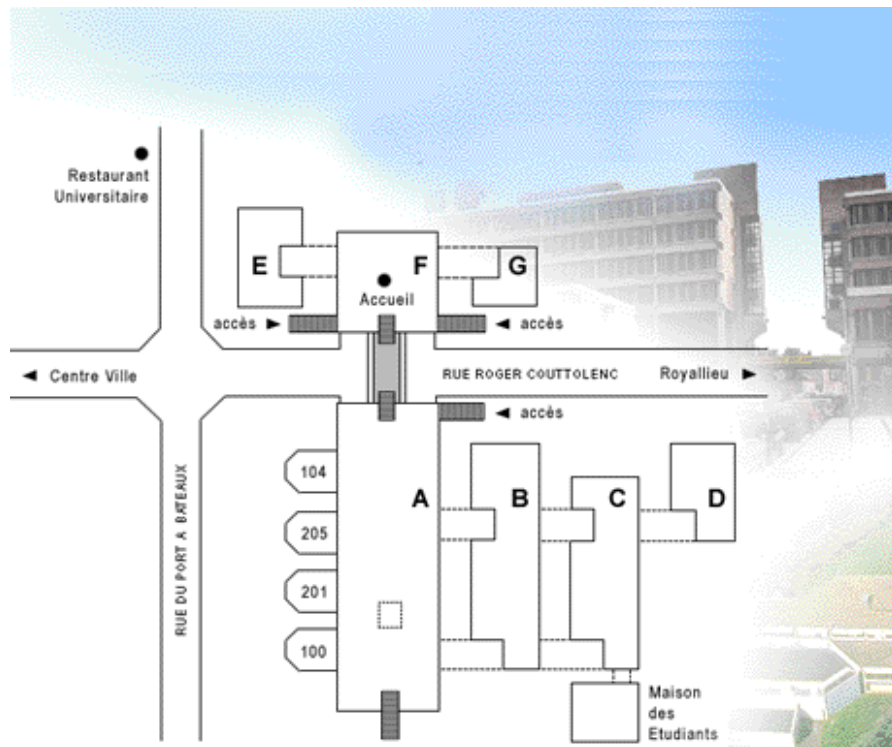 Restaurant
Universitaire
E
F
G
Accueil
accès
accès
Centre Ville
RUE ROGER COUTTOLENC
Royallieu
accès
104
A
B
C
D
205
RUE DU PORT A BATEAUX
201
100
Maison
des
Etudiants